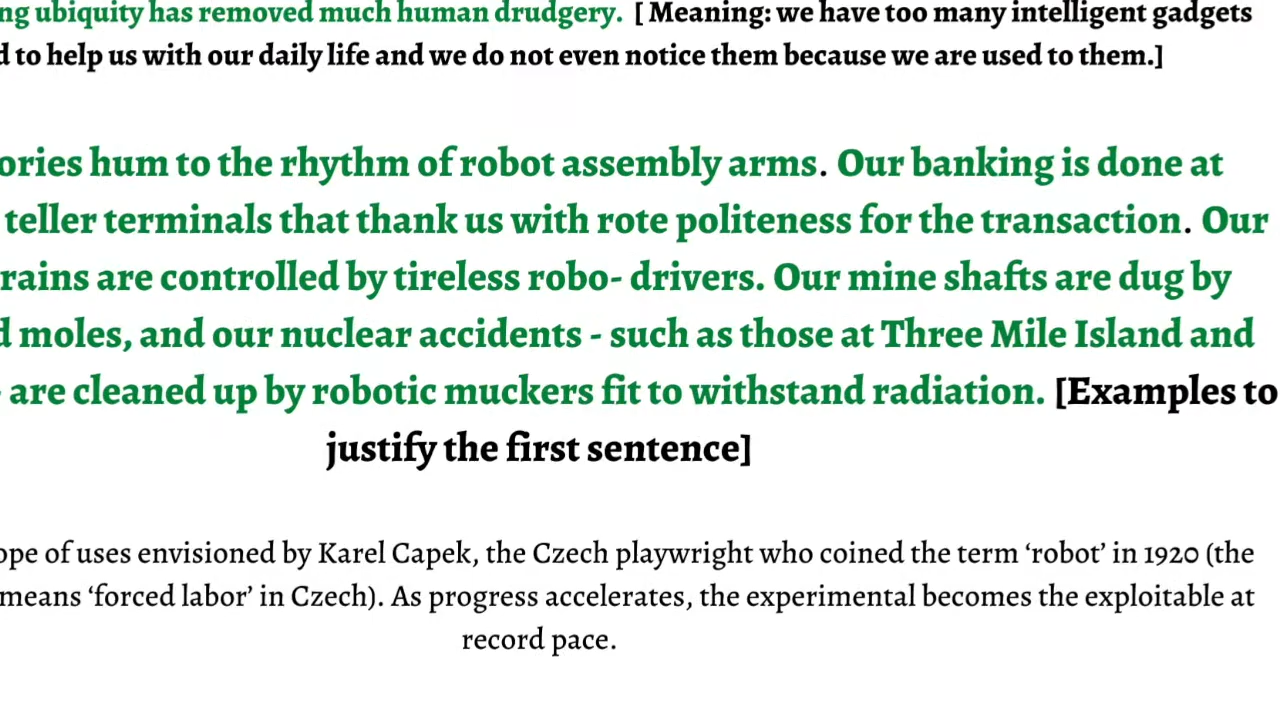 ng ubiquity has removed much human drudgery. [ Meaning: we have too many intelligent gadgets
d to help us with our daily life and we do not even notice them because we are used to them.]
ories hum to the rhythm of robot assembly arms. Our banking is done at
teller terminals that thank us with rote politeness for the transaction. Our
rains are controlled by tireless robo- drivers. Our mine shafts are dug by
d moles, and our nuclear accidents - such as those at Three Mile Island and
are cleaned up by robotic muckers fit to withstand radiation. [Examples to
justify the first sentence]
ope of uses envisioned by Karel Capek, the Czech playwright who coined the term ‘robot’ in 1920 (the
means ‘forced labor’ in Czech). As progress accelerates, the experimental becomes the exploitable at
record pace.